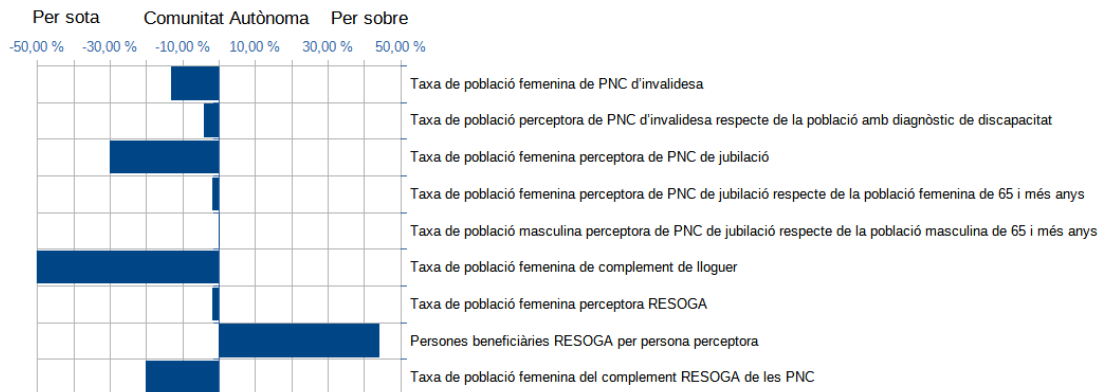 Per sota Comunitat Autònoma Per sobre
-50,00 % -30,00 % -10,00 % 10,00 % 30,00 % 50,00 %
Taxa de població femenina de PNC d'invalidesa
Taxa de població perceptora de PNC d'invalidesa respecte de la població amb diagnòstic de discapacitat
Taxa de població femenina perceptora de PNC de jubilació
Taxa de població femenina perceptora de PNC de jubilació respecte de la població femenina de 65 i més anys
Taxa de població masculina perceptora de PNC de jubilació respecte de la població masculina de 65 i més anys
Taxa de població femenina de complement de lloguer
Taxa de població femenina perceptora RESOGA
Persones beneficiàries RESOGA per persona perceptora
Taxa de població femenina del complement RESOGA de les PNC